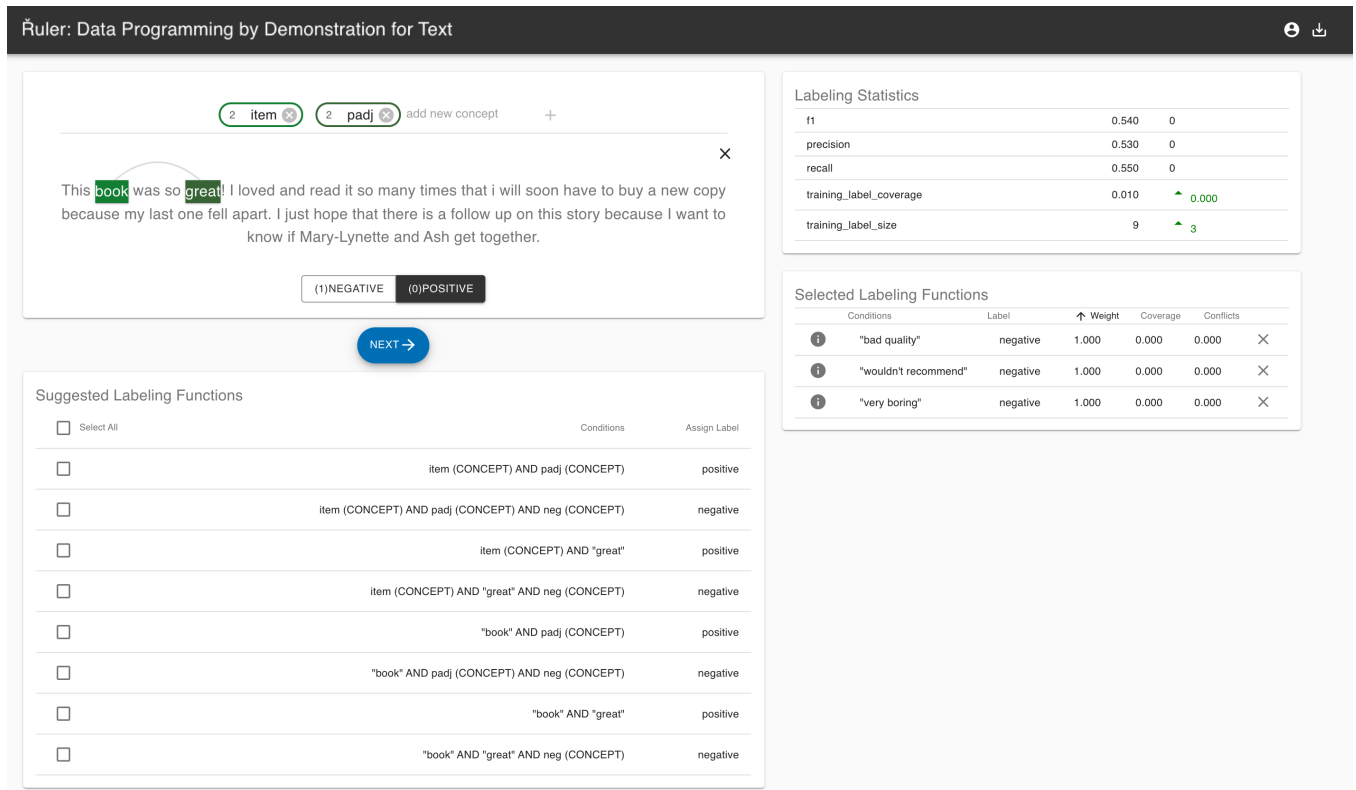 Řuler: Data Programming by Demonstration for Text
2 item 2 padj add new concept +
This book was so great! I loved and read it so many times that i will soon have to buy a new copy
because my last one fell apart. I just hope that there is a follow up on this story because I want to
know if Mary-Lynette and Ash get together.
(1)NEGATIVE (0)POSITIVE
NEXT
Suggested Labeling Functions
Select All Conditions Assign Label
item (CONCEPT) AND padj (CONCEPT) positive
item (CONCEPT) AND padj (CONCEPT) AND neg (CONCEPT) negative
item (CONCEPT) AND "great" positive
item (CONCEPT) AND "great" AND neg (CONCEPT) negative
"book" AND padj (CONCEPT) positive
"book" AND padj (CONCEPT) AND neg (CONCEPT) negative
"book" AND "great" positive
"book" AND "great" AND neg (CONCEPT) negative
Labeling Statistics
f1 0.540 0
precision 0.530 0
recall 0.550 0
training_label_coverage 0.010 0.000
training_label_size 9 3
Selected Labeling Functions
Conditions Label Weight Coverage Conflicts
"bad quality" negative 1.000 0.000 0.000
"wouldn't recommend" negative 1.000 0.000 0.000
"very boring" negative 1.000 0.000 0.000